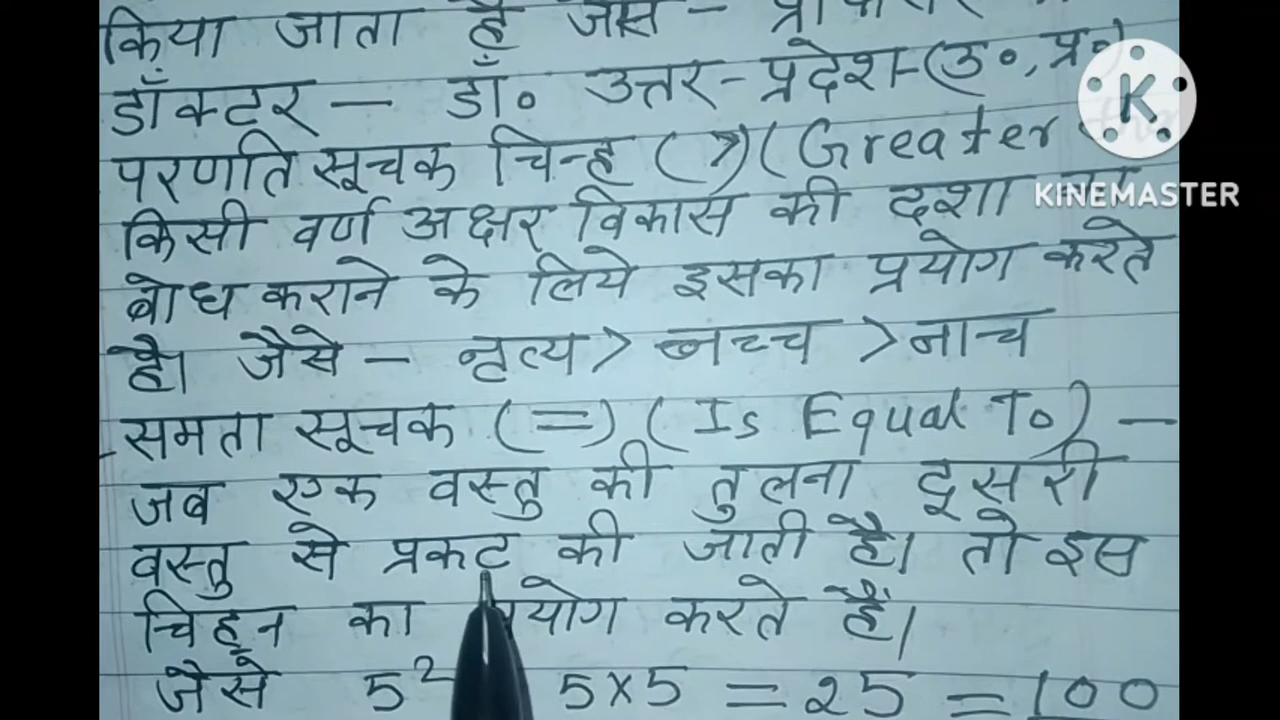 किया जाता है जैसे -
डॉक्टर - डॉ० उत्तर-प्रदेश-(उ०,प्र०)
परणति सूचक चिन्ह (>) (Greater
किसी वर्ण अक्षर विकास की दशा
बोध कराने के लिये इसका प्रयोग करते
है। जैसे - नृत्य > नच्च > नाच
समता सूचक (=) (Is Equal To) -
जब एक वस्तु की तुलना दूसरी
वस्तु से प्रकट की जाती है। तो इस
चिह्न का प्रयोग करते हैं।
जैसे 5² 5×5 = 25 = 100
K
KINEMASTER